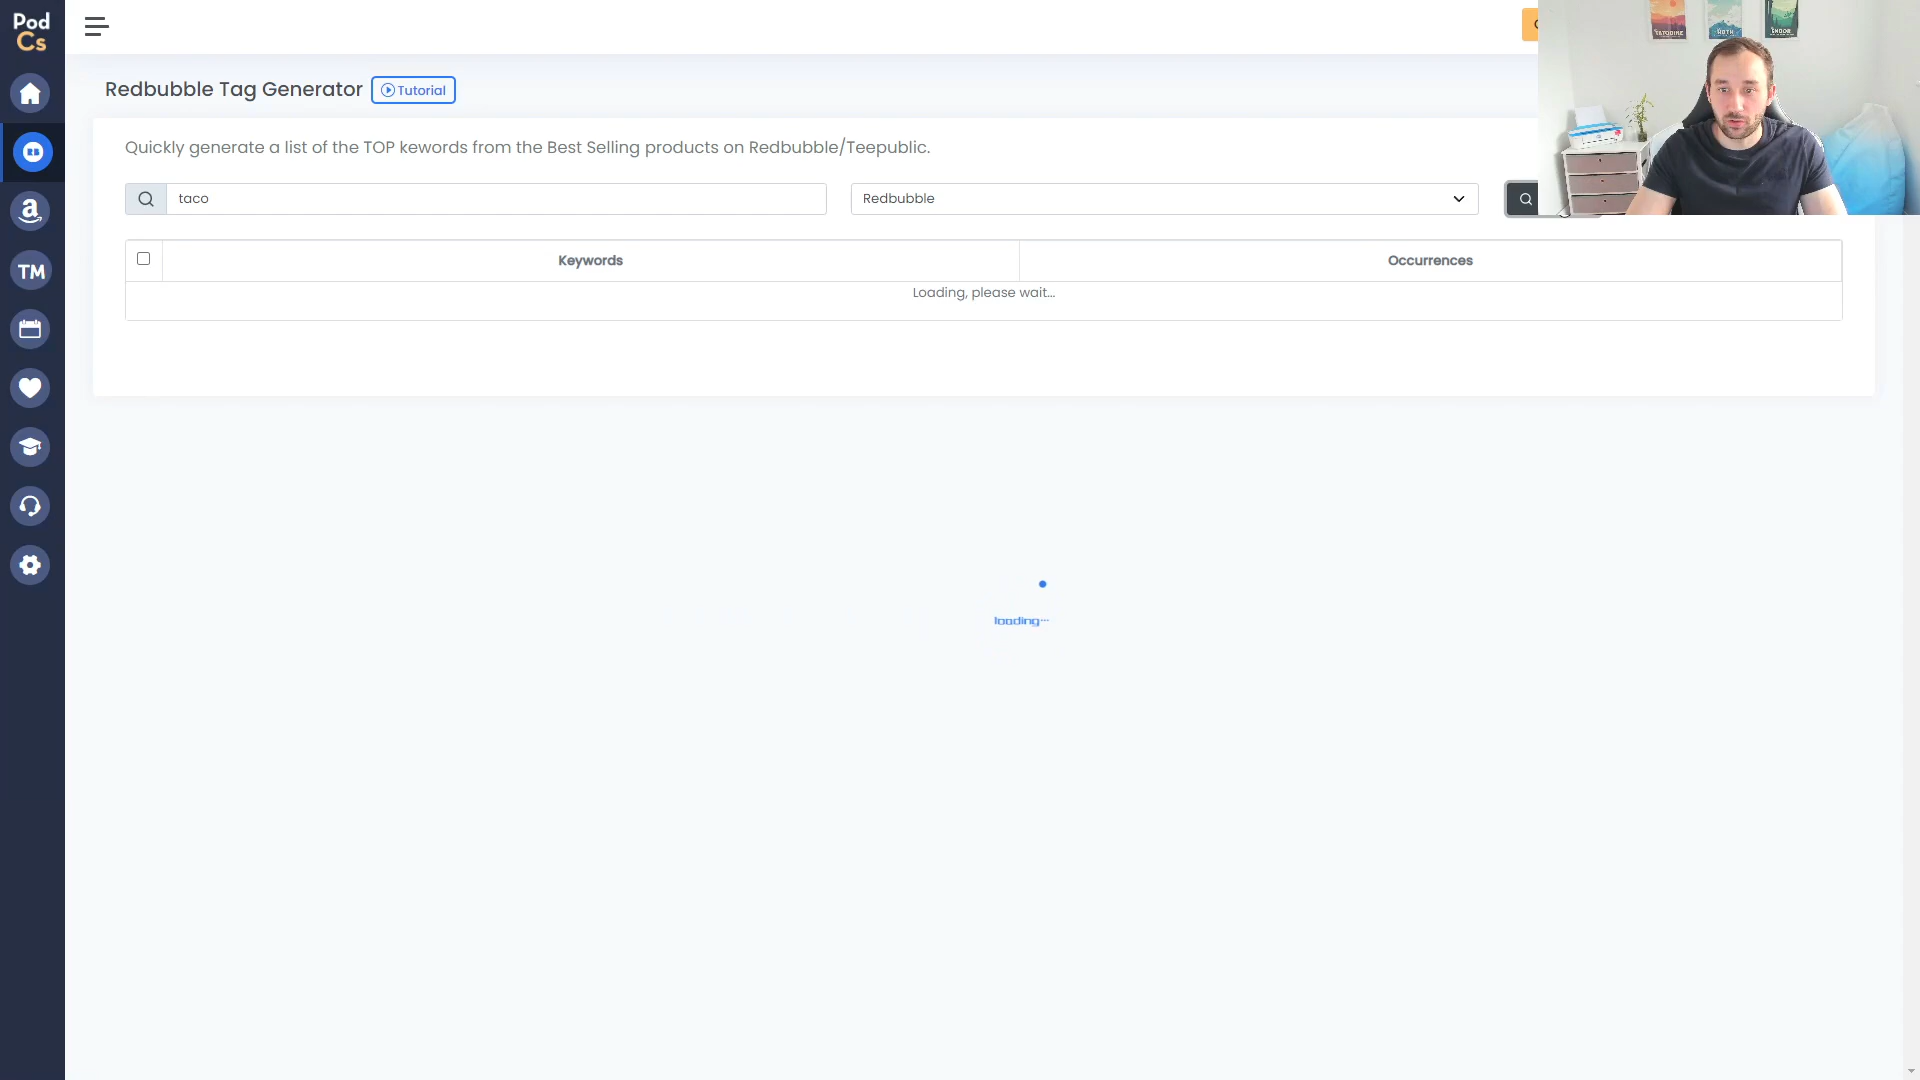 Pod
Cs
Redbubble Tag Generator
Tutorial
Quickly generate a list of the TOP kewords from the Best Selling products on Redbubble/Teepublic.
taco
Redbubble
Keywords
Occurrences
Loading, please wait...
loading...
RB
a
TM